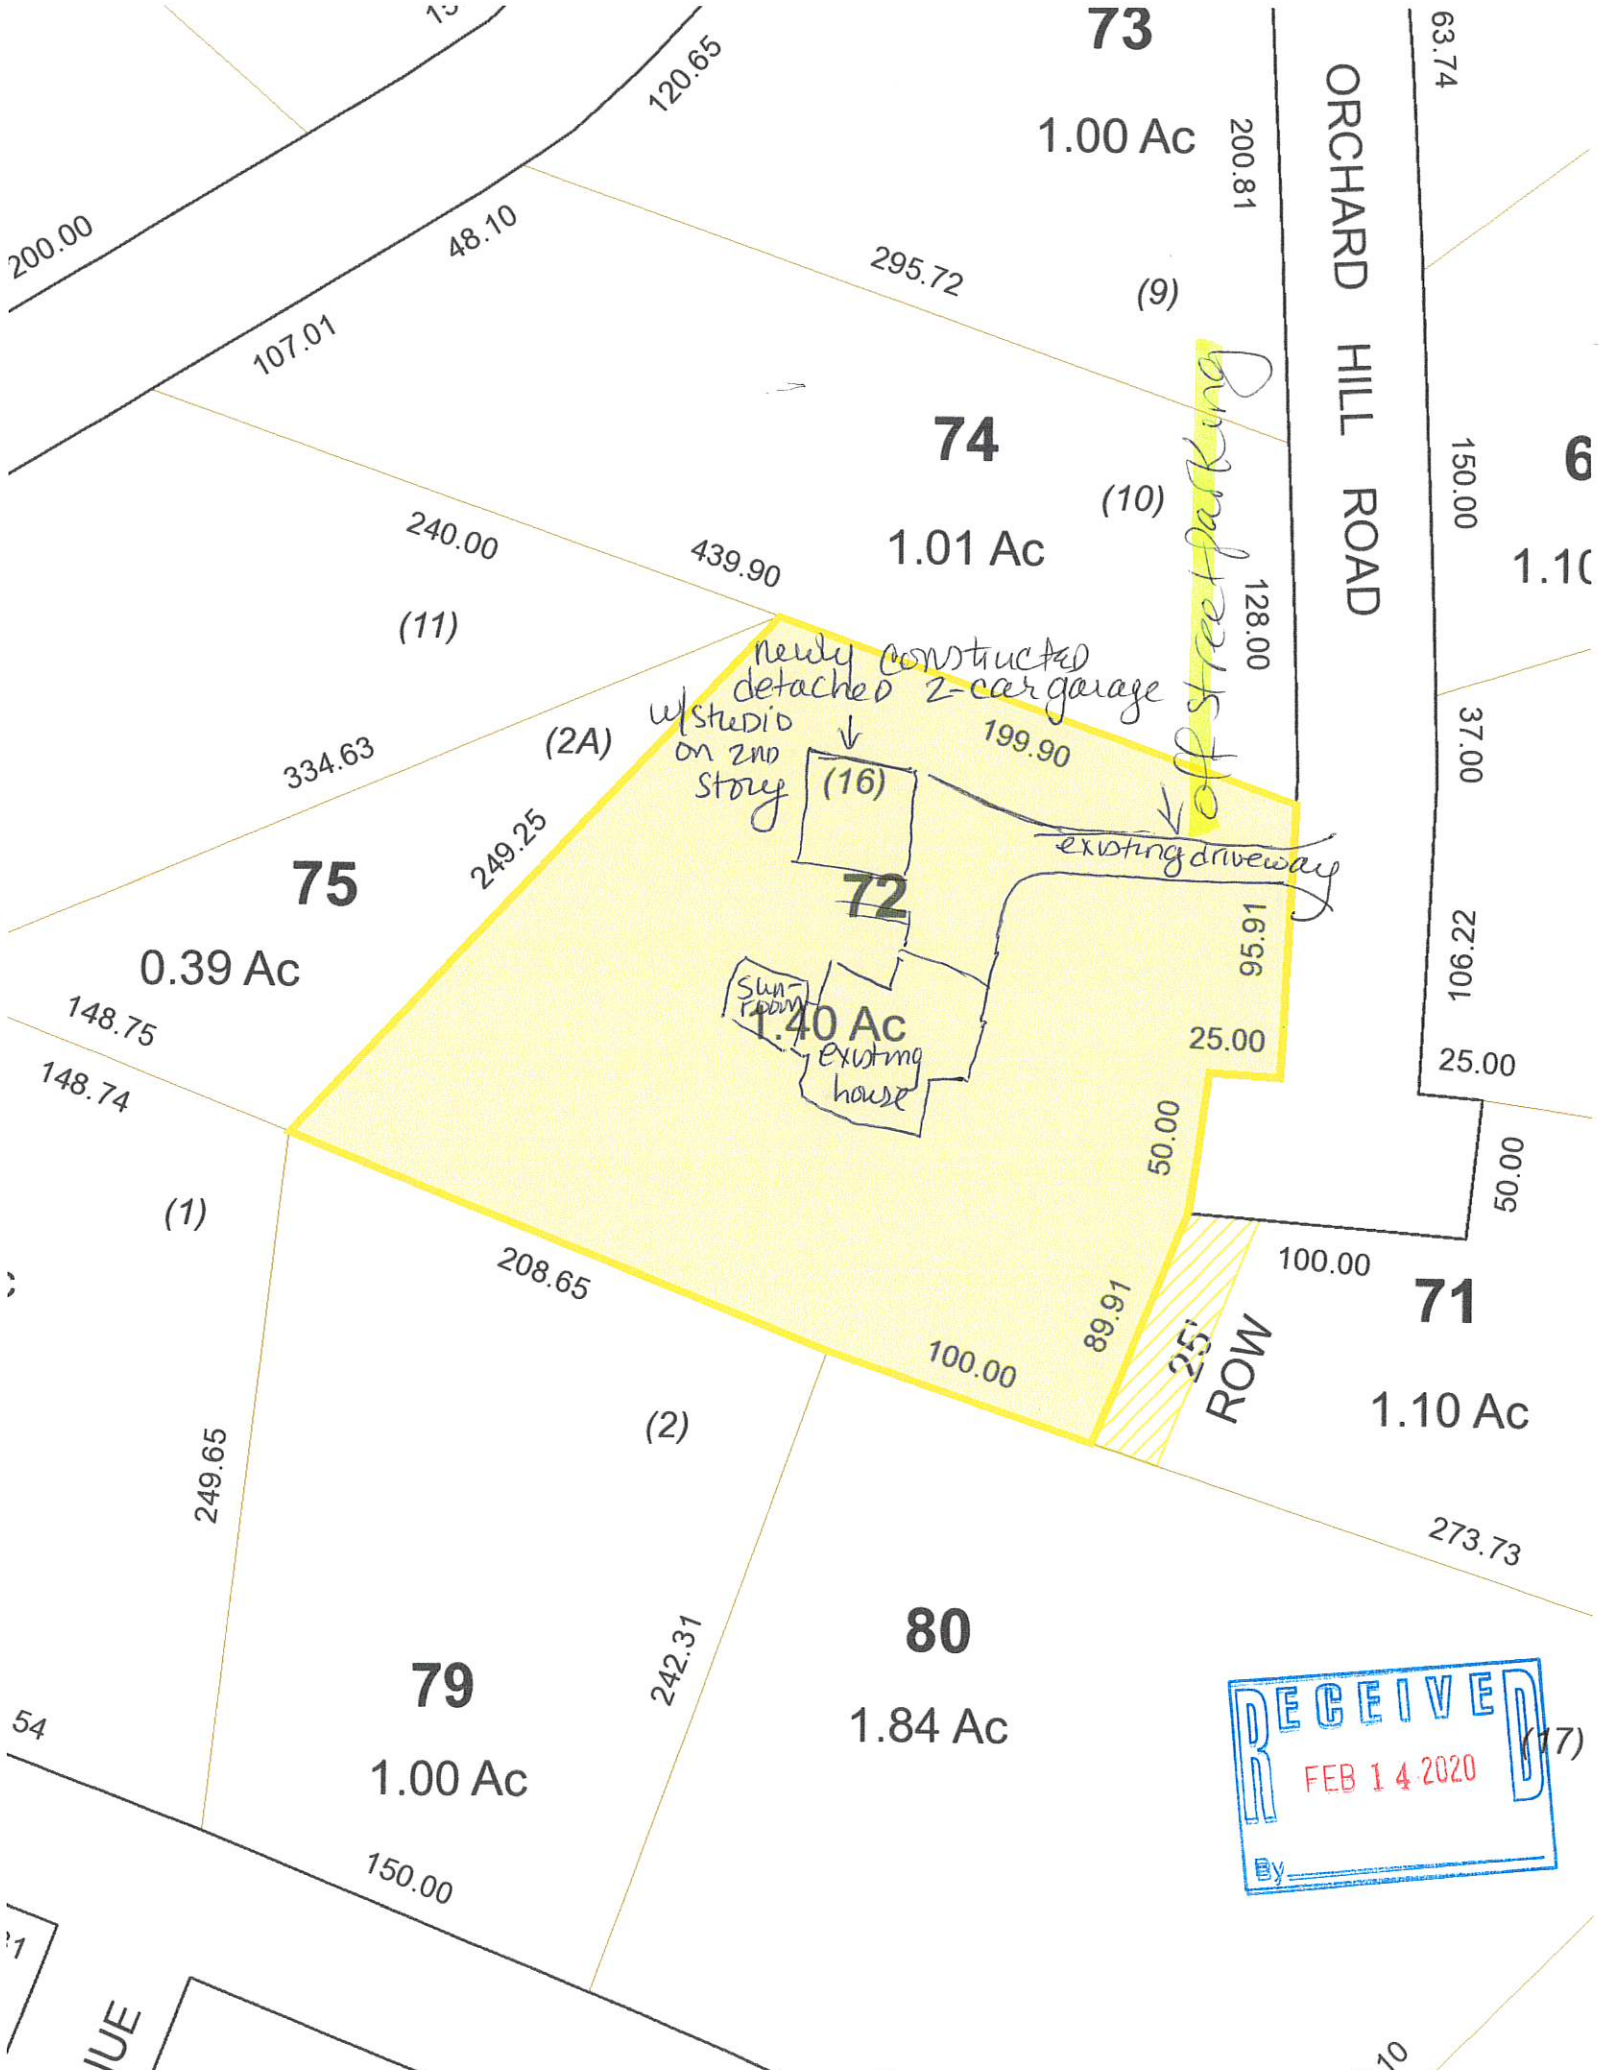 73
63.74
120.65
1.00 Ac
200.81
ORCHARD HILL ROAD
200.00
48.10
295.72
(9)
107.01
74
150.00
(10)
240.00
439.90
1.01 Ac
1.10
off street parking
128.00
(11)
newly constructed
detached 2-car garage
w/studio
on 2nd
story
(2A)
199.90
37.00
334.63
(16)
249.25
existing driveway
75
72
95.91
106.22
0.39 Ac
sun-
room
1.40 Ac
148.75
25.00
25.00
existing
house
148.74
50.00
50.00
(1)
208.65
100.00
71
89.91
25'
ROW
100.00
1.10 Ac
(2)
249.65
273.73
80
242.31
79
1.84 Ac
RECEIVED
(17)
54
FEB 14 2020
1.00 Ac
150.00
By
10